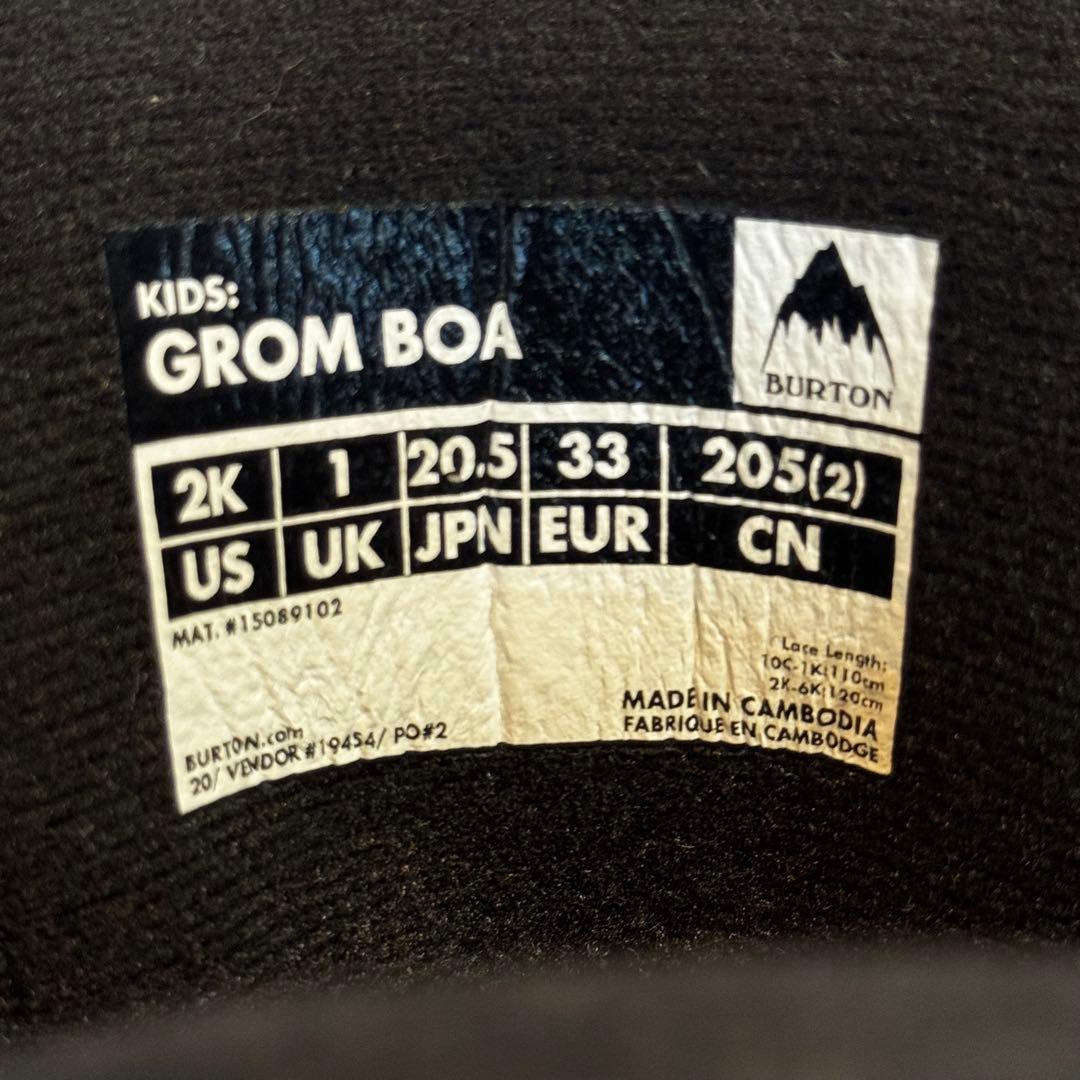 KIDS:
GROM BOA
BURTON
2K 1 20.5 33 205(2)
US UK JPN EUR CN
MAT. #15089102
Lace Length:
10C-1K:110cm
2K-6K:120cm
MADE IN CAMBODIA
FABRIQUE EN CAMBODGE
BURTON.com
20/ VENDOR #19454/ PO#2